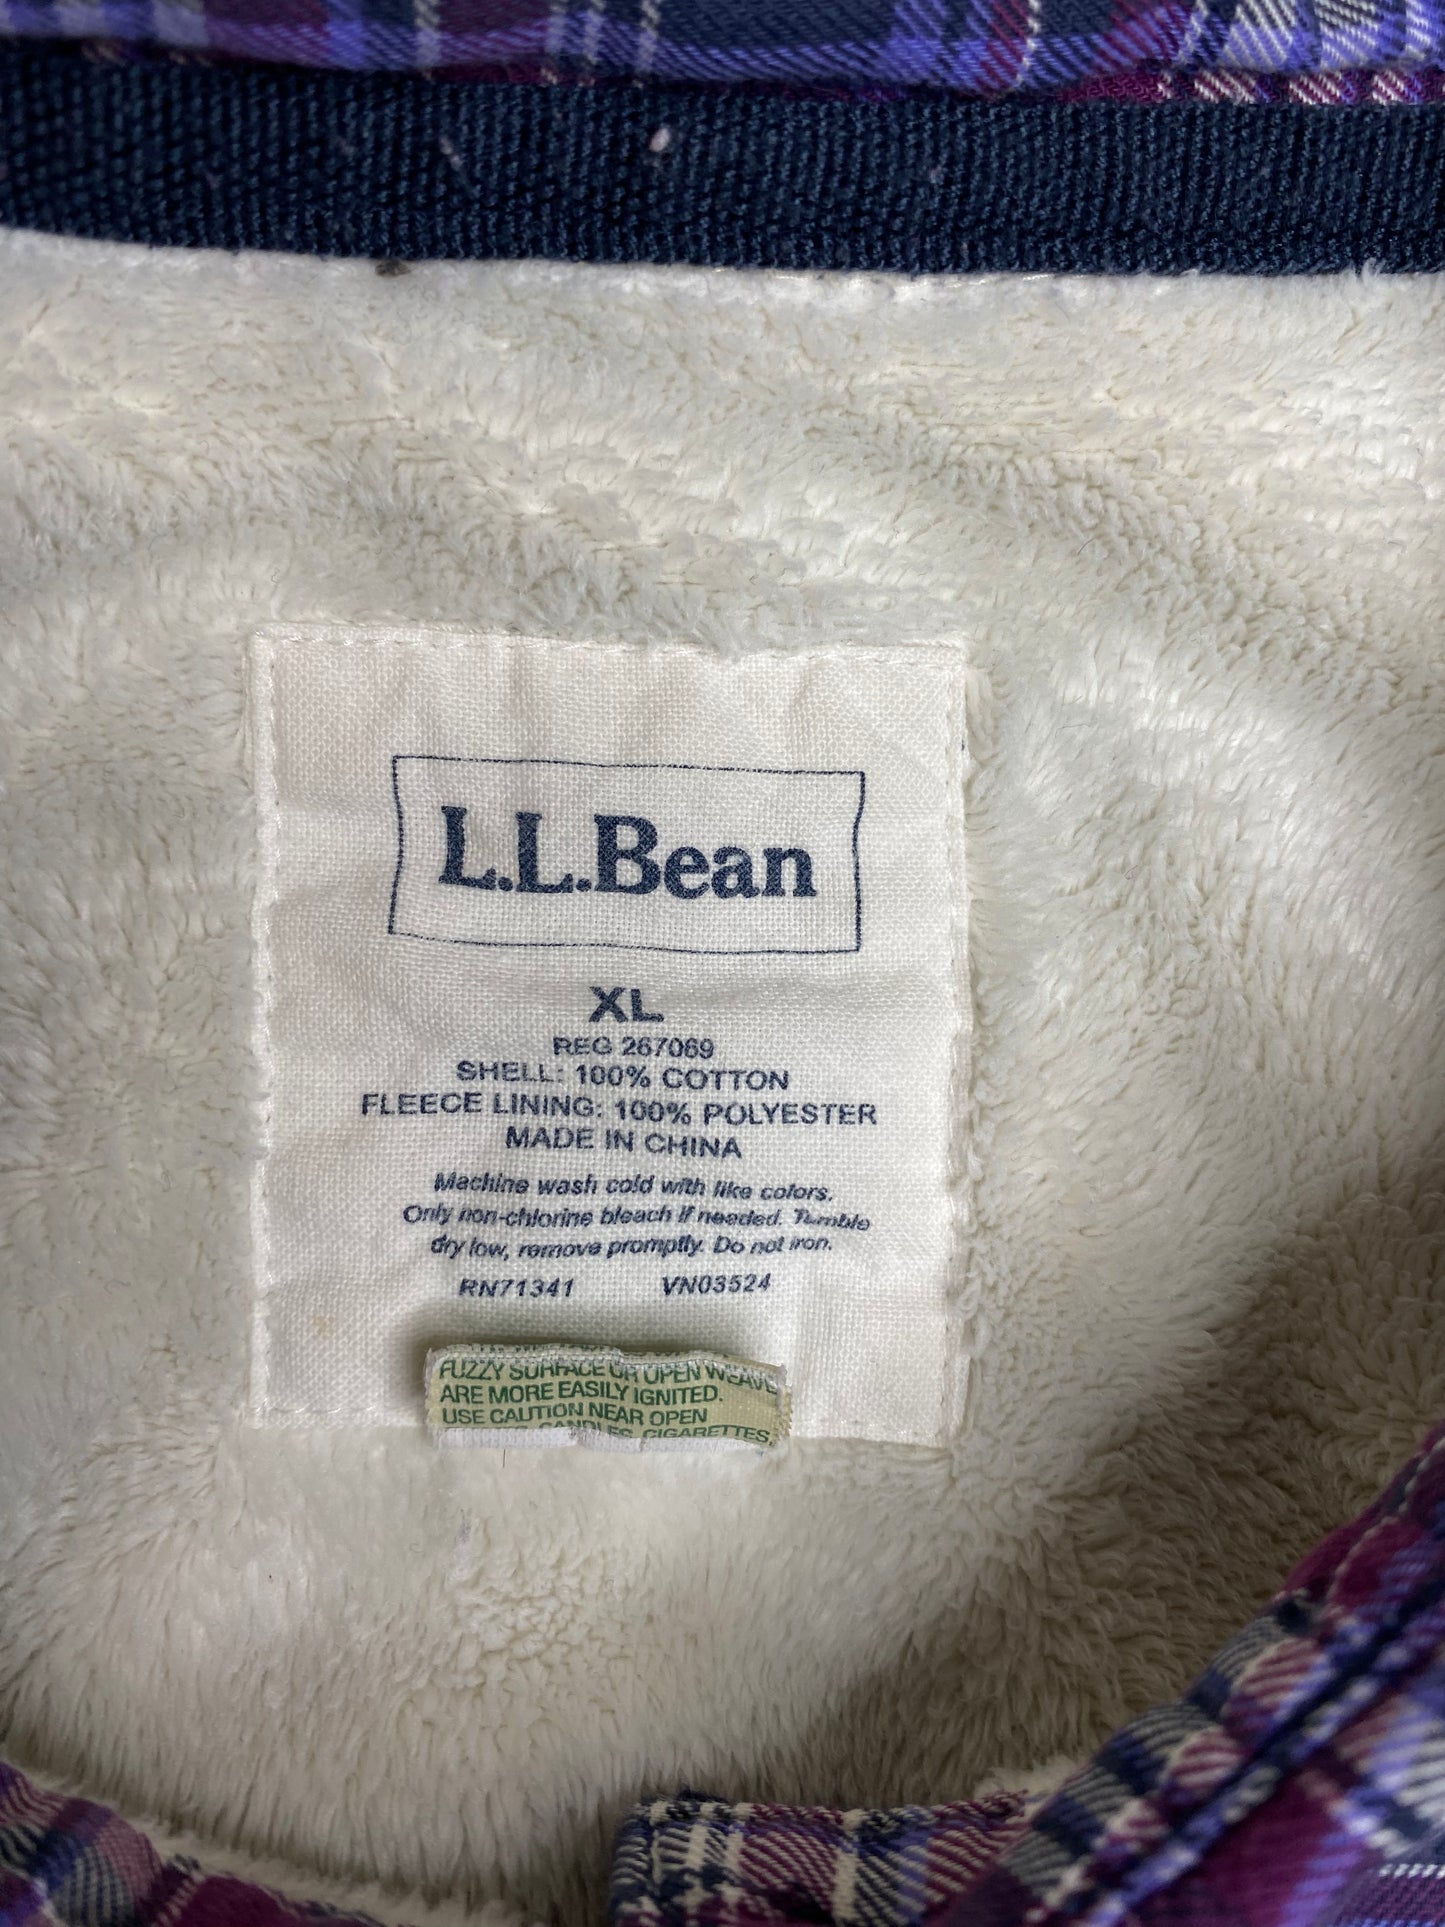 L.L.Bean
XL
REG 267069
SHELL: 100% COTTON
FLEECE LINING: 100% POLYESTER
MADE IN CHINA
Machine wash cold with like colors.
Only non-chlorine bleach if needed. Tumble
dry low, remove promptly. Do not iron.
RN71341 VN03524
FUZZY SURFACE OR OPEN WEAVE
ARE MORE EASILY IGNITED.
USE CAUTION NEAR OPEN
CANDLES, CIGARETTES,